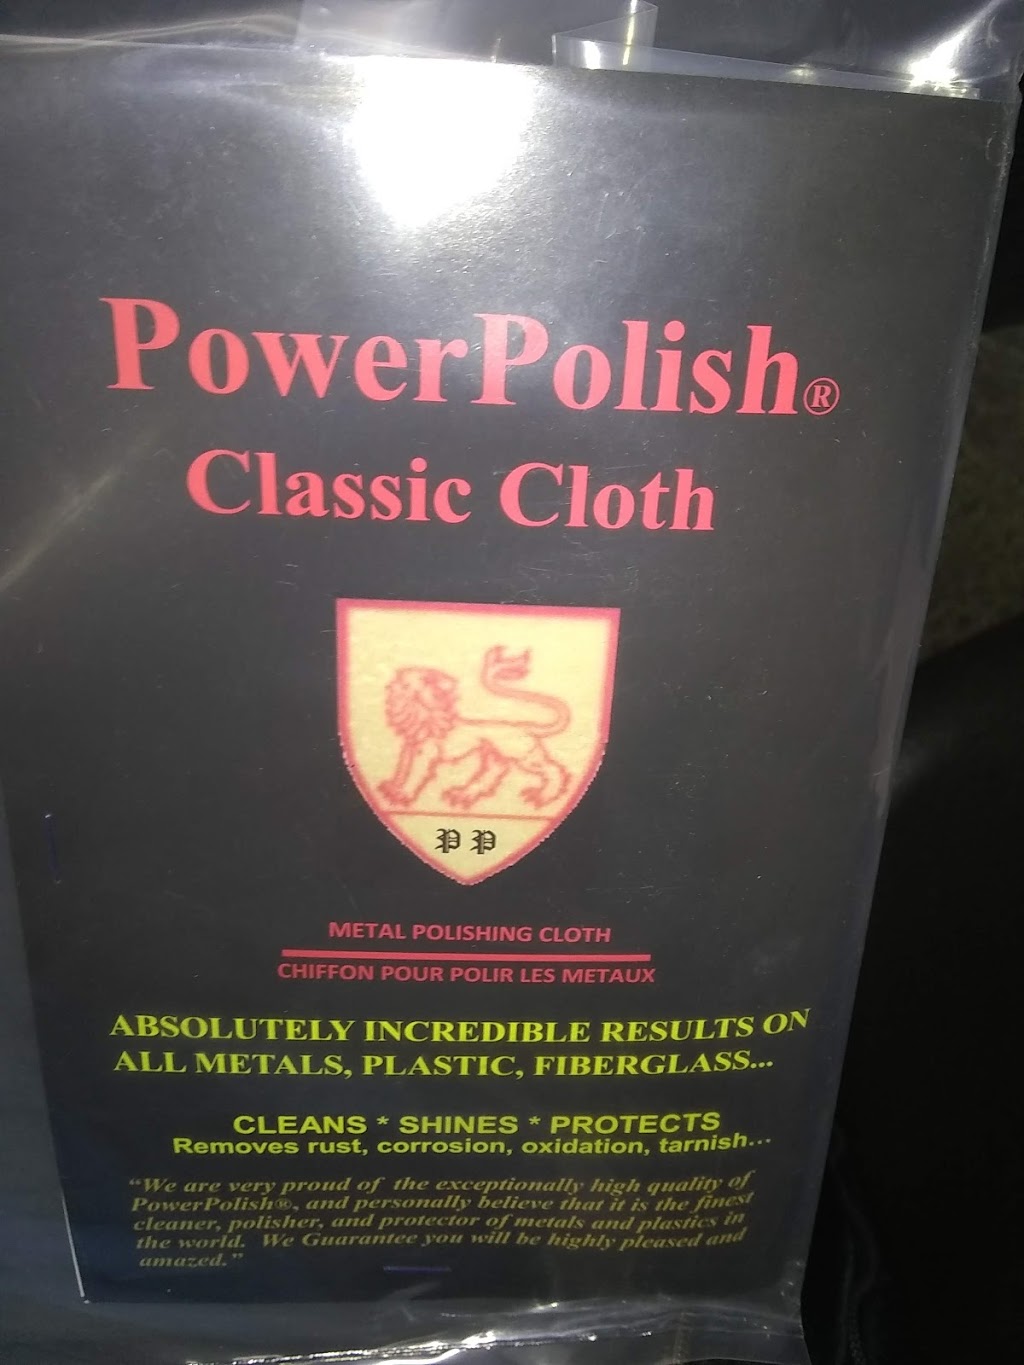 PowerPolish®
Classic Cloth
P P
METAL POLISHING CLOTH
CHIFFON POUR POLIR LES METAUX
ABSOLUTELY INCREDIBLE RESULTS ON
ALL METALS, PLASTIC, FIBERGLASS...
CLEANS * SHINES * PROTECTS
Removes rust, corrosion, oxidation, tarnish...
“We are very proud of the exceptionally high quality of
PowerPolish®, and personally believe that it is the finest
cleaner, polisher, and protector of metals and plastics in
the world. We Guarantee you will be highly pleased and
amazed.”